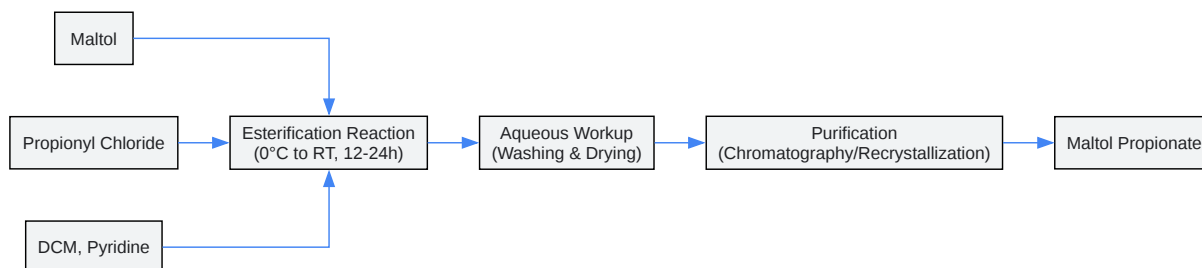 Maltol
Propionyl Chloride
DCM, Pyridine
Esterification Reaction
(0°C to RT, 12-24h)
Aqueous Workup
(Washing & Drying)
Purification
(Chromatography/Recrystallization)
Maltol Propionate